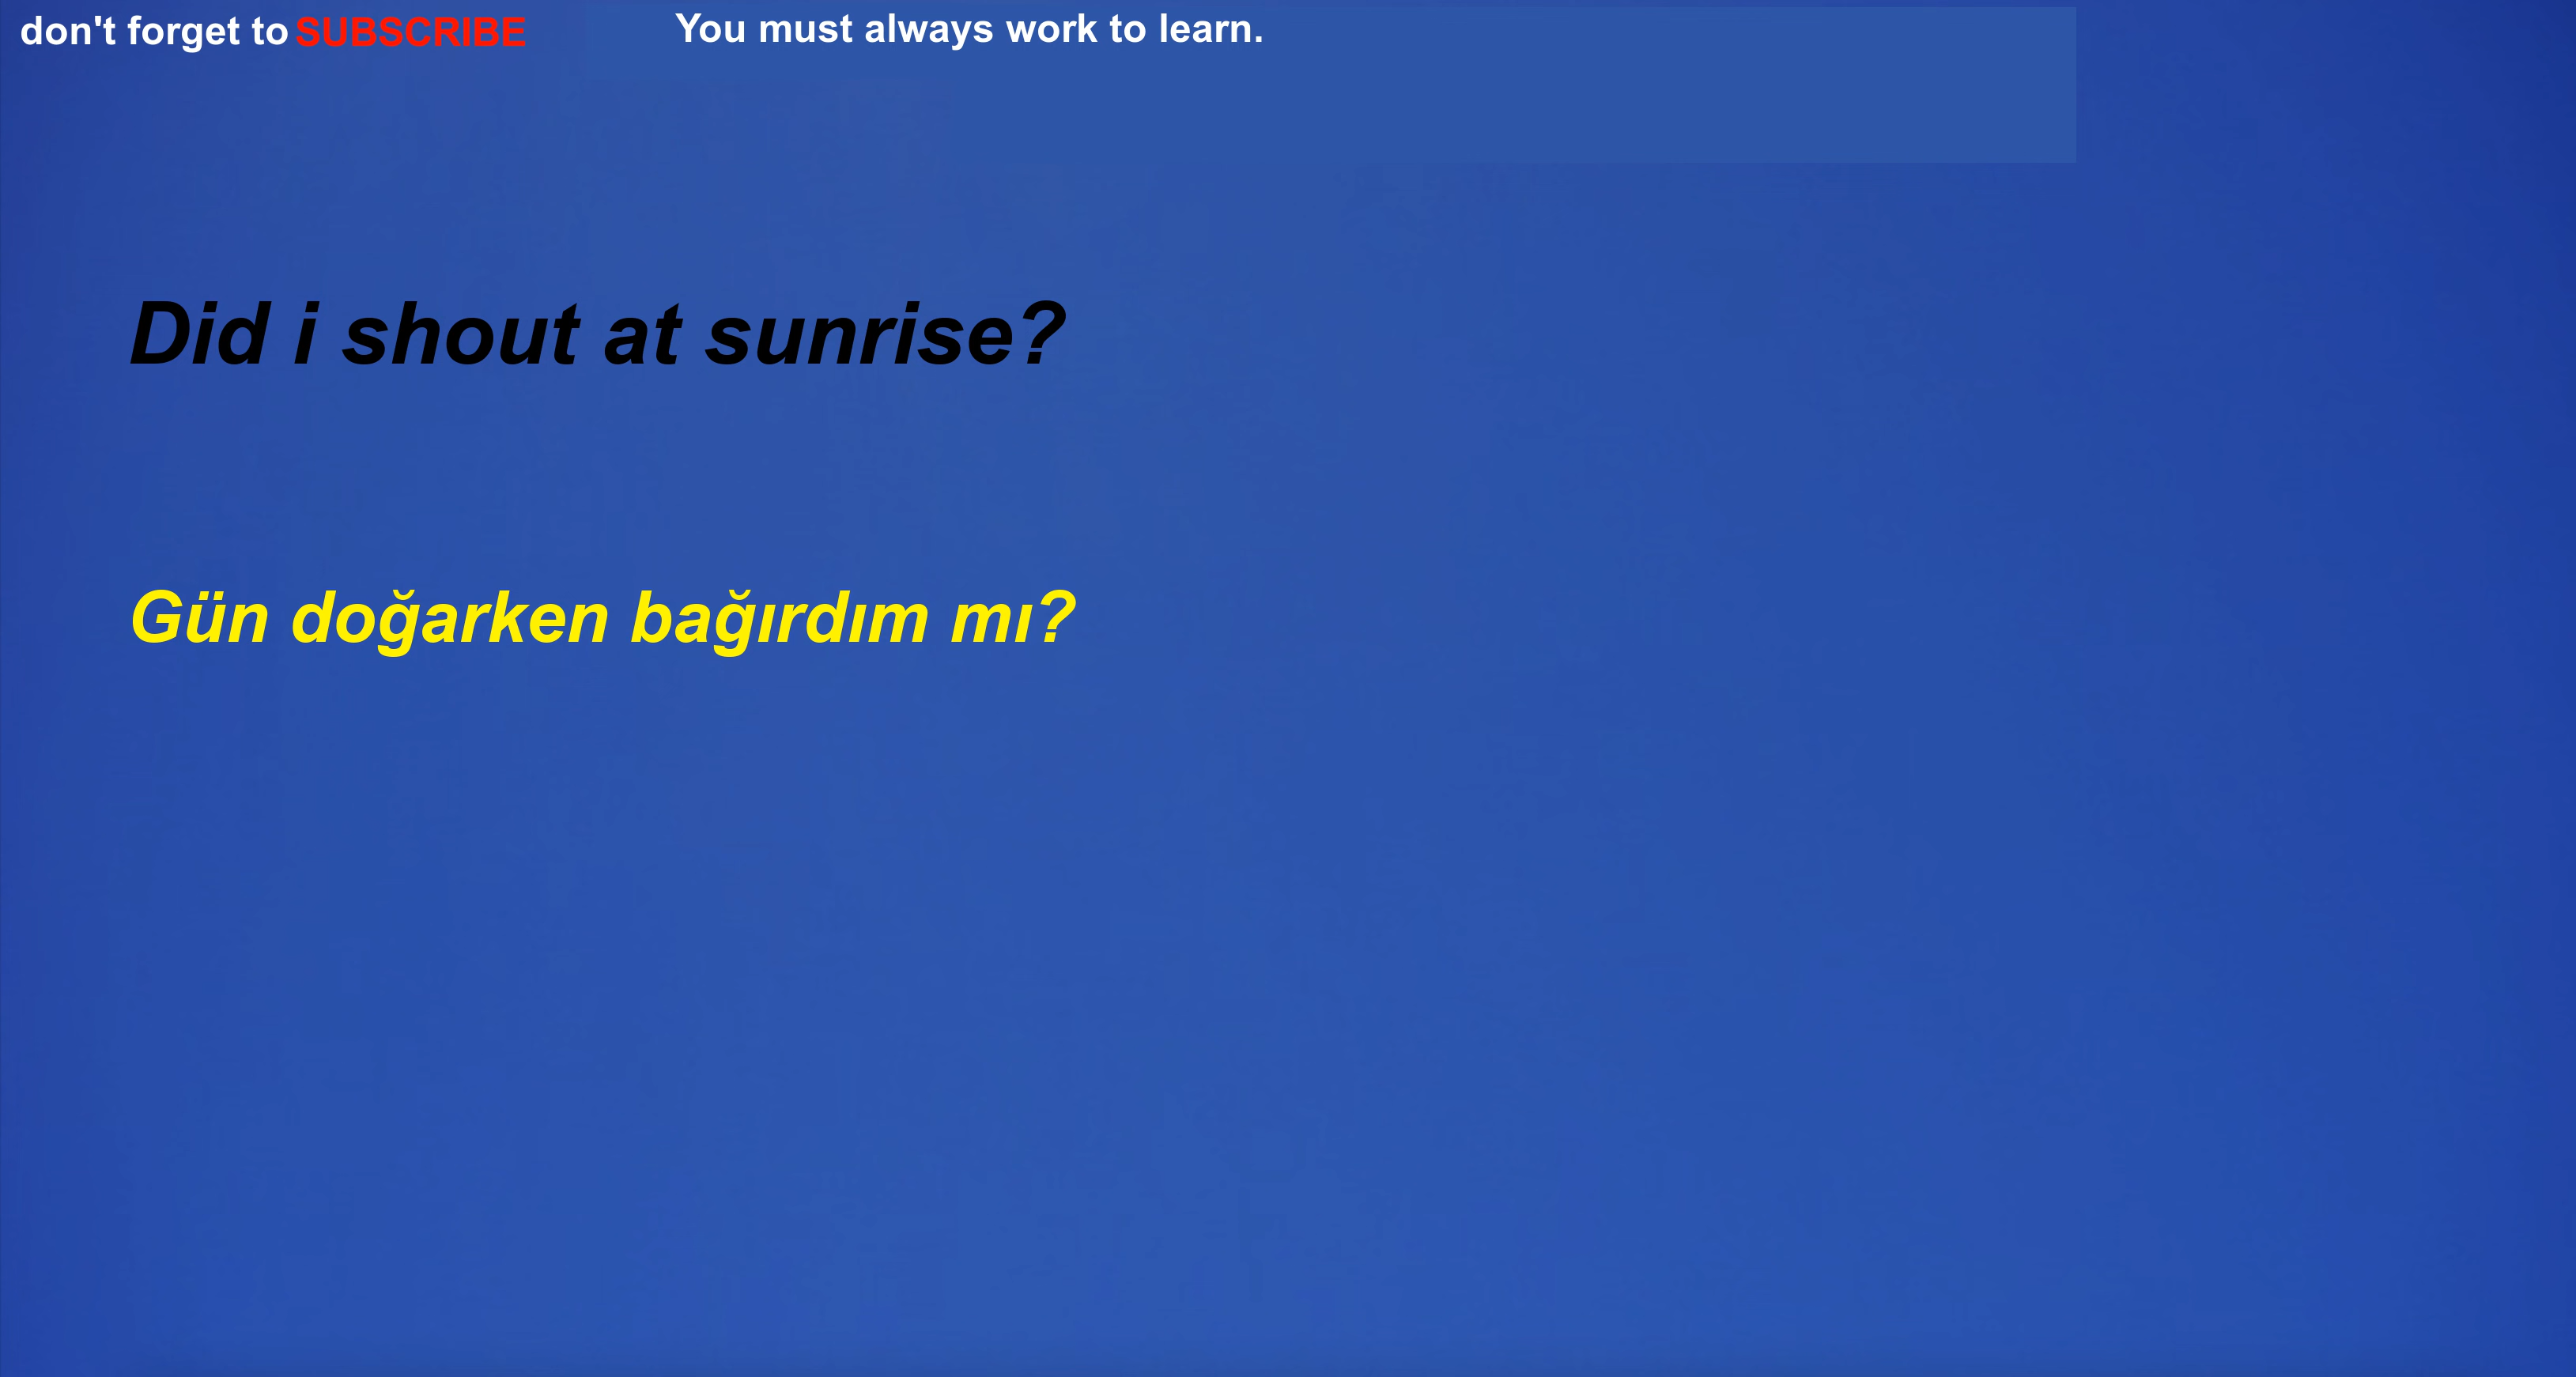 don't forget to SUBSCRIBE You must always work to learn.
Did i shout at sunrise?
Gün doğarken bağırdım mı?